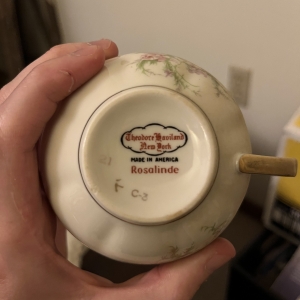 Theodore Haviland
New York
MADE IN AMERICA
Rosalinde